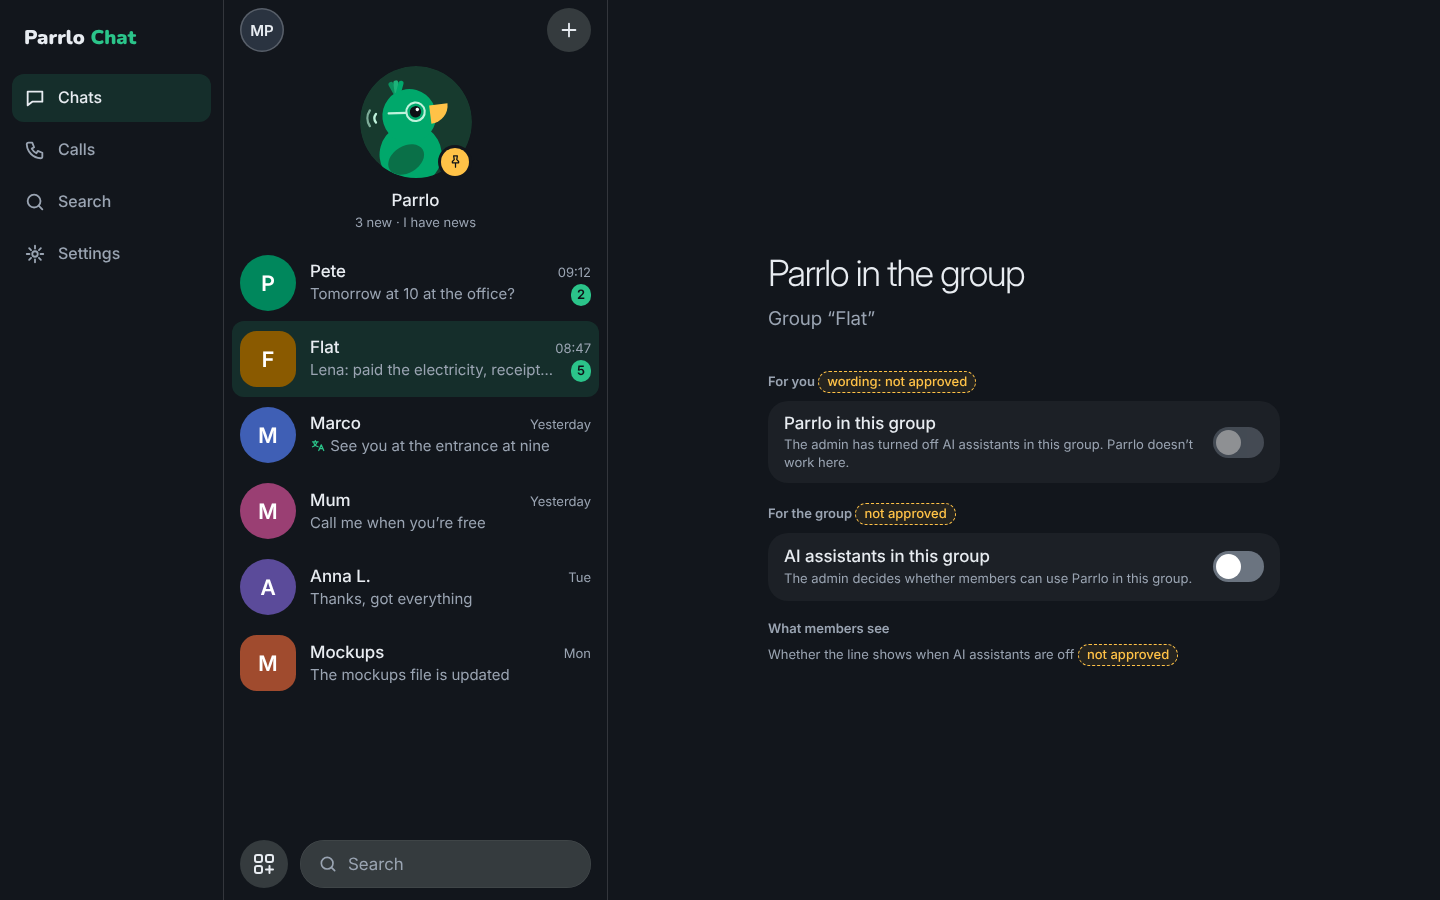 Parrlo Chat
Chats
Calls
Search
Settings
MP
Parrlo
3 new · I have news
P
Pete
09:12
Tomorrow at 10 at the office?
2
F
Flat
08:47
Lena: paid the electricity, receipt…
5
M
Marco
Yesterday
See you at the entrance at nine
M
Mum
Yesterday
Call me when you’re free
A
Anna L.
Tue
Thanks, got everything
M
Mockups
Mon
The mockups file is updated
Search
Parrlo in the group
Group “Flat”
For you wording: not approved
Parrlo in this group
The admin has turned off AI assistants in this group. Parrlo doesn’t
work here.
For the group not approved
AI assistants in this group
The admin decides whether members can use Parrlo in this group.
What members see
Whether the line shows when AI assistants are off not approved